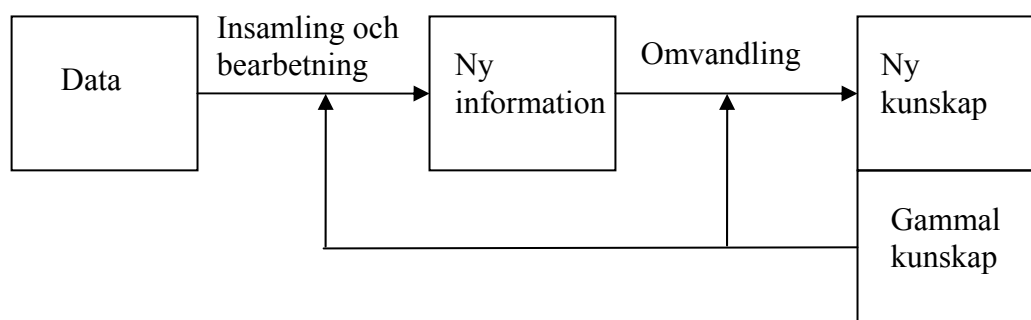 Data
Insamling och
bearbetning
Ny
information
Omvandling
Ny
kunskap
Gammal
kunskap